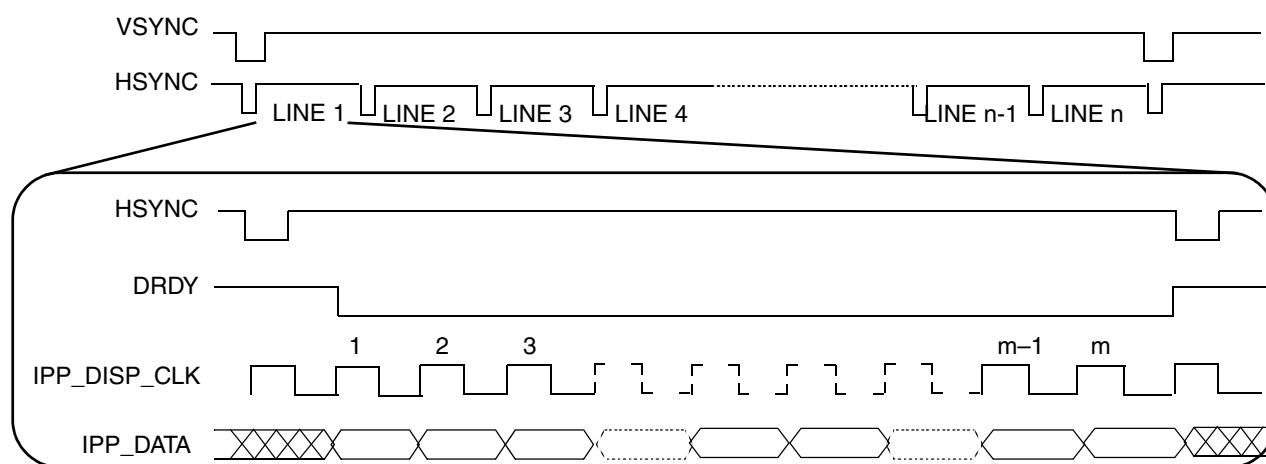 VSYNC
HSYNC
LINE 1 LINE 2 LINE 3 LINE 4 LINE n-1 LINE n
HSYNC
DRDY
1 2 3 m–1 m
IPP_DISP_CLK
IPP_DATA